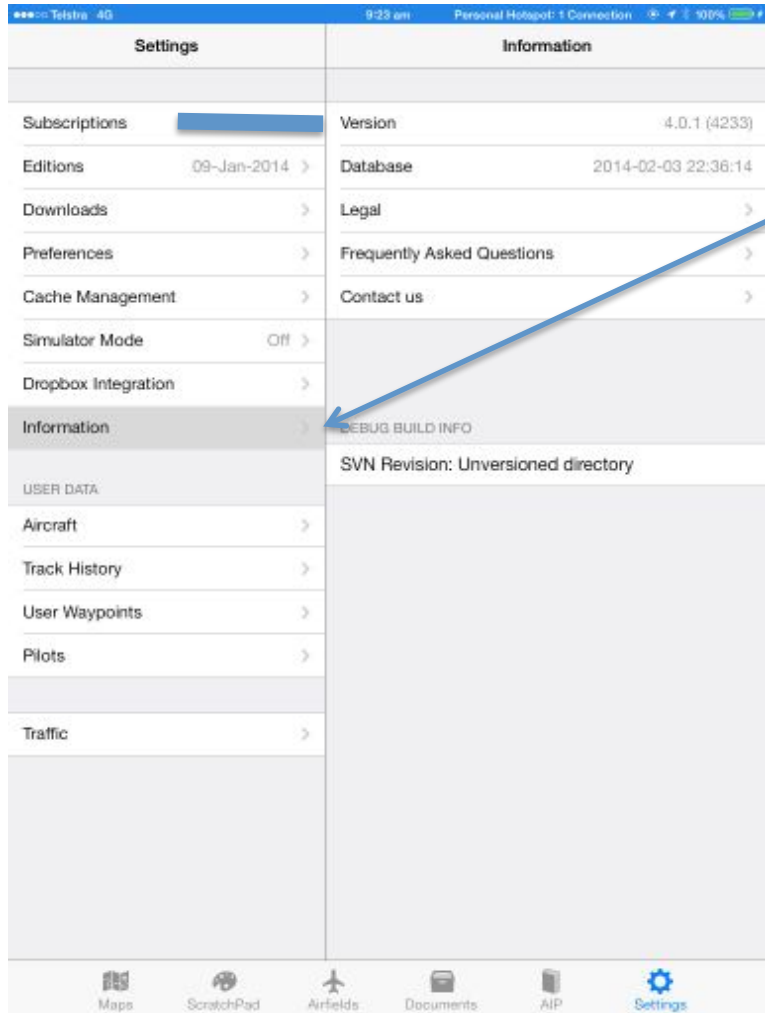 Telstra 4G 9:23 am Personal Hotspot: 1 Connection 100%
Settings
Information
Subscriptions
Editions 09-Jan-2014
Downloads
Preferences
Cache Management
Simulator Mode Off
Dropbox Integration
Information
USER DATA
Aircraft
Track History
User Waypoints
Pilots
Traffic
Version 4.0.1 (4233)
Database 2014-02-03 22:36:14
Legal
Frequently Asked Questions
Contact us
DEBUG BUILD INFO
SVN Revision: Unversioned directory
Maps ScratchPad Airfields Documents AIP Settings